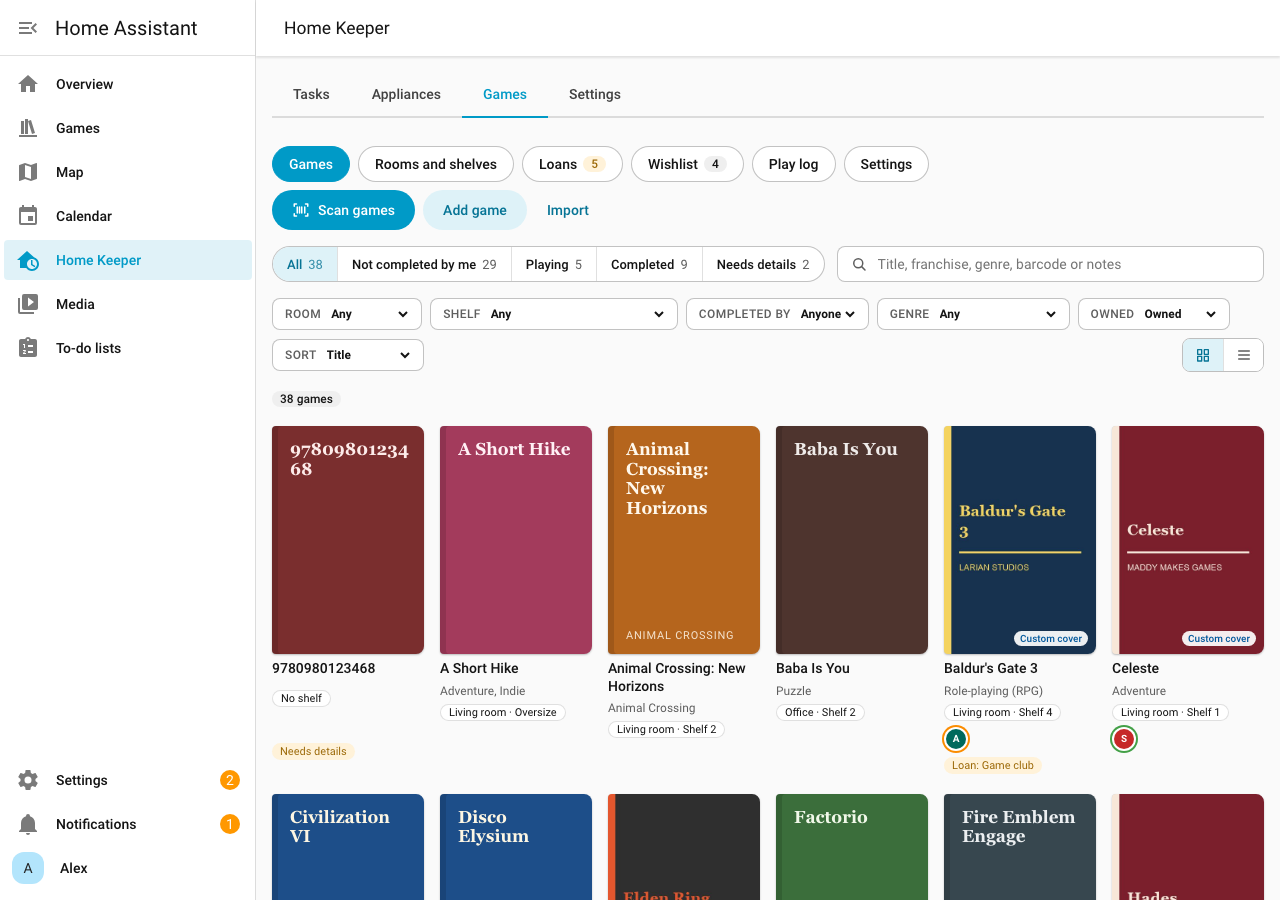 Home Assistant
Home Keeper
Overview
Games
Map
Calendar
Home Keeper
Media
To-do lists
Settings 2
Notifications 1
A Alex
Tasks Appliances Games Settings
Games Rooms and shelves Loans 5 Wishlist 4 Play log Settings
Scan games Add game Import
All 38 Not completed by me 29 Playing 5 Completed 9 Needs details 2
Title, franchise, genre, barcode or notes
ROOM Any SHELF Any COMPLETED BY Anyone GENRE Any OWNED Owned
SORT Title
38 games
97809801234
68
9780980123468
No shelf
Needs details
A Short Hike
A Short Hike
Adventure, Indie
Living room · Oversize
Animal
Crossing:
New
Horizons
ANIMAL CROSSING
Animal Crossing: New
Horizons
Animal Crossing
Living room · Shelf 2
Baba Is You
Baba Is You
Puzzle
Office · Shelf 2
Baldur's Gate
3
LARIAN STUDIOS
Custom cover
Baldur's Gate 3
Role-playing (RPG)
Living room · Shelf 4
A
Loan: Game club
Celeste
MADDY MAKES GAMES
Custom cover
Celeste
Adventure
Living room · Shelf 1
S
Civilization
VI
Disco
Elysium
Elden Ring
Factorio
Fire Emblem
Engage
Hades